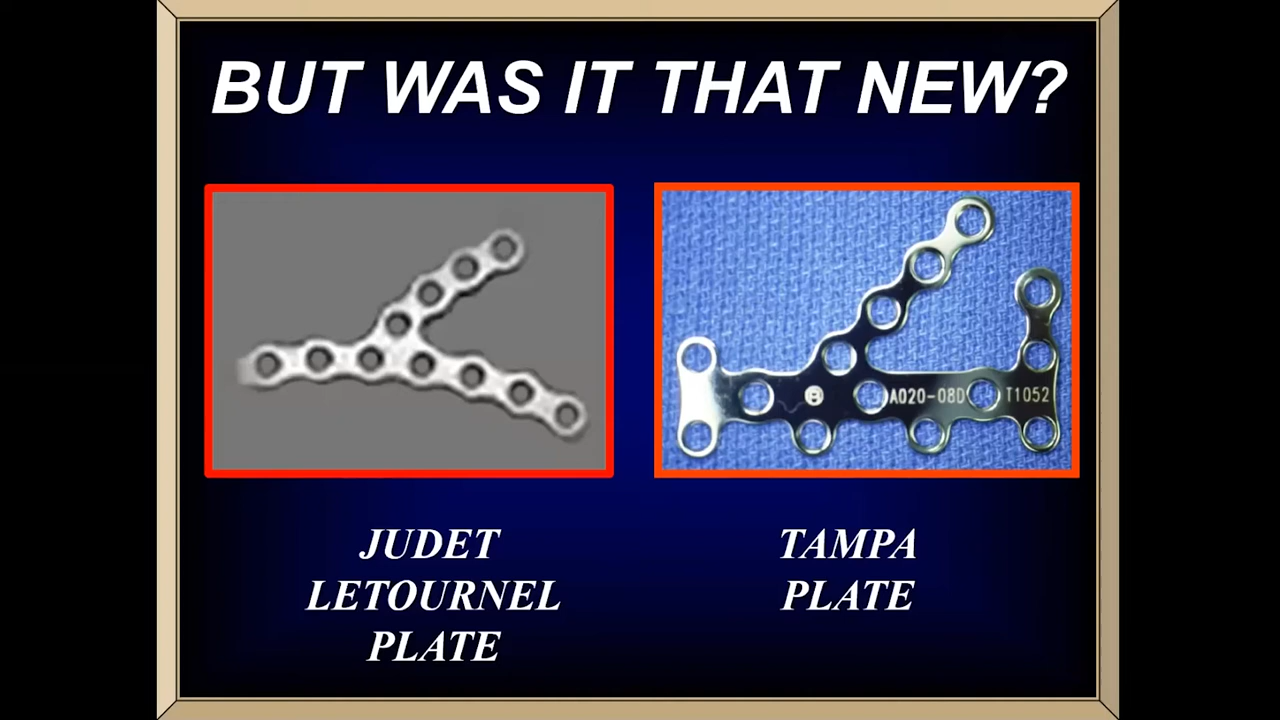 BUT WAS IT THAT NEW?
A020-08D T1052
JUDET
LETOURNEL
PLATE
TAMPA
PLATE